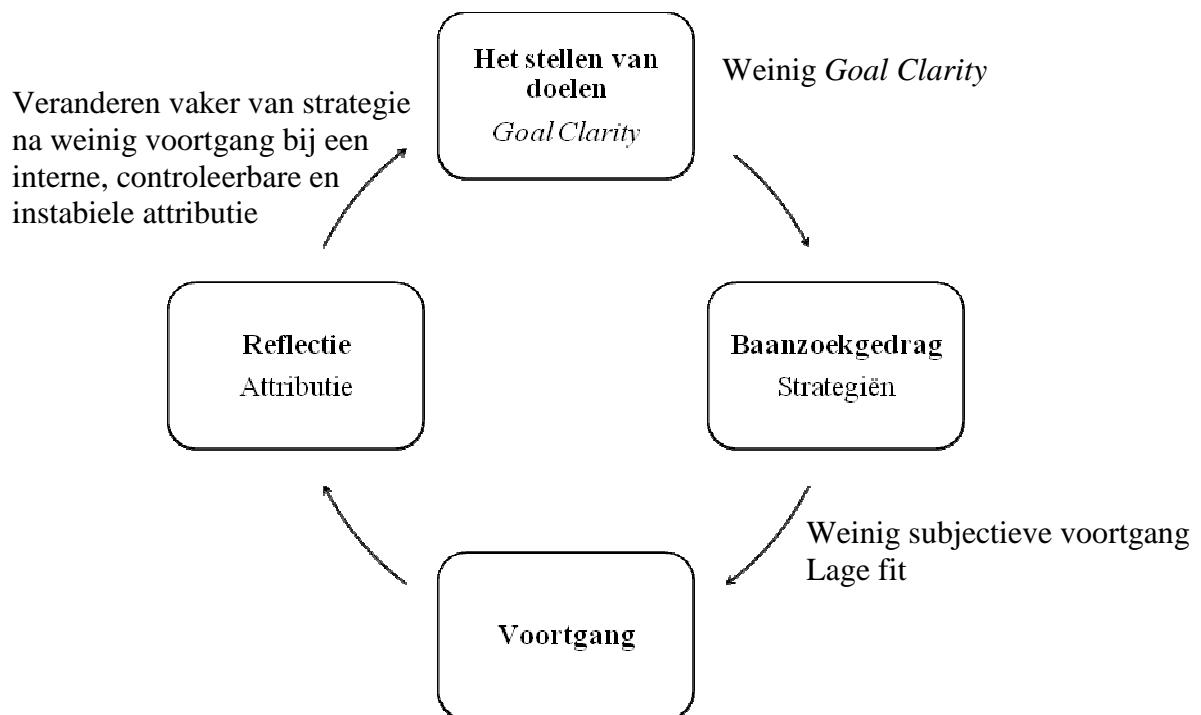 Het stellen van
doelen
Goal Clarity
Weinig Goal Clarity
Veranderen vaker van strategie
na weinig voortgang bij een
interne, controleerbare en
instabiele attributie
Reflectie
Attributie
Baanzoekgedrag
Strategiën
Weinig subjectieve voortgang
Lage fit
Voortgang